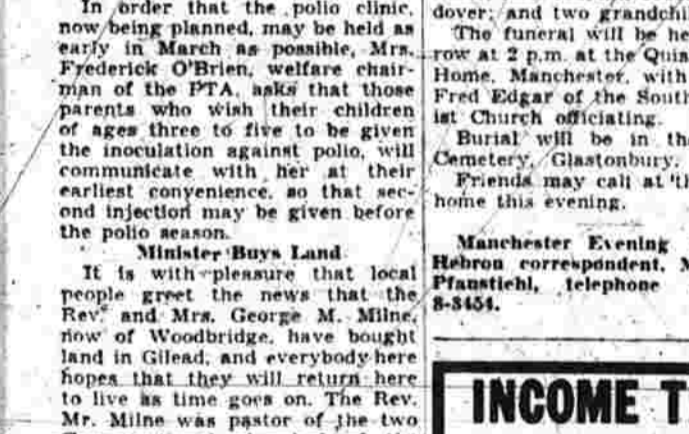 In order that the polio clinic,
now being planned, may be held as
early in March as possible, Mrs.
Frederick O'Brien, welfare chair-
man of the PTA, asks that those
parents who wish their children
of ages three to five to be given
the inoculation against polio, will
communicate with her at their
earliest convenience, so that sec-
ond injection may be given before
the polio season.
Minister Buys Land
It is with pleasure that local
people greet the news that the
Rev. and Mrs. George M. Milne,
now of Woodbridge, have bought
land in Gilead, and everybody here
hopes that they will return here
to live as time goes on. The Rev.
Mr. Milne was pastor of the two
dover; and two grandchi
The funeral will be he
row at 2 p.m. at the Quis
Home, Manchester, with
Fred Edgar of the South
ist Church officiating.
Burial will be in the
Cemetery, Glastonbury.
Friends may call at th
home this evening.
Manchester Evening
Hebron correspondent, M
Pfanstiehl, telephone
8-3454.
INCOME T